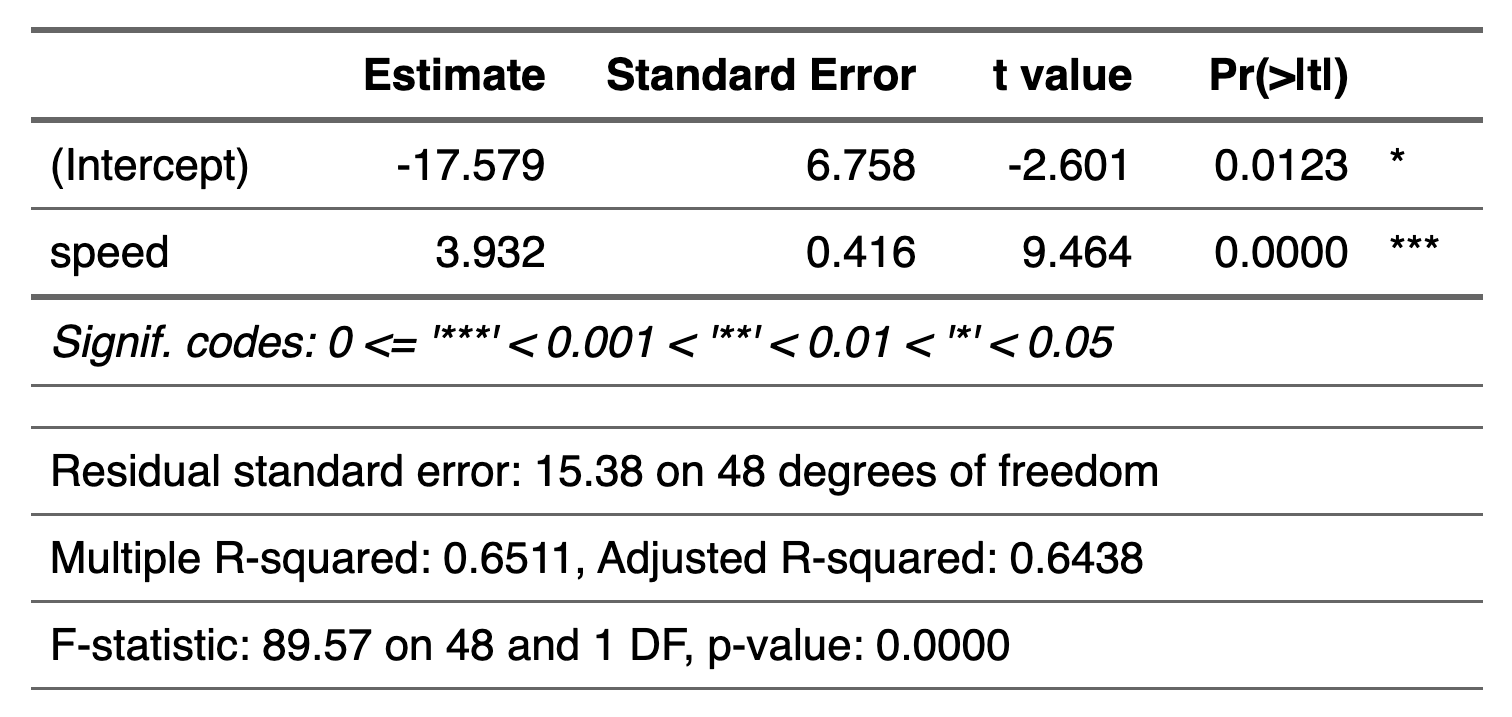 Estimate Standard Error t value Pr(>|t|)
(Intercept) -17.579 6.758 -2.601 0.0123 *
speed 3.932 0.416 9.464 0.0000 ***
Signif. codes: 0 <= '***' < 0.001 < '**' < 0.01 < '*' < 0.05
Residual standard error: 15.38 on 48 degrees of freedom
Multiple R-squared: 0.6511, Adjusted R-squared: 0.6438
F-statistic: 89.57 on 48 and 1 DF, p-value: 0.0000